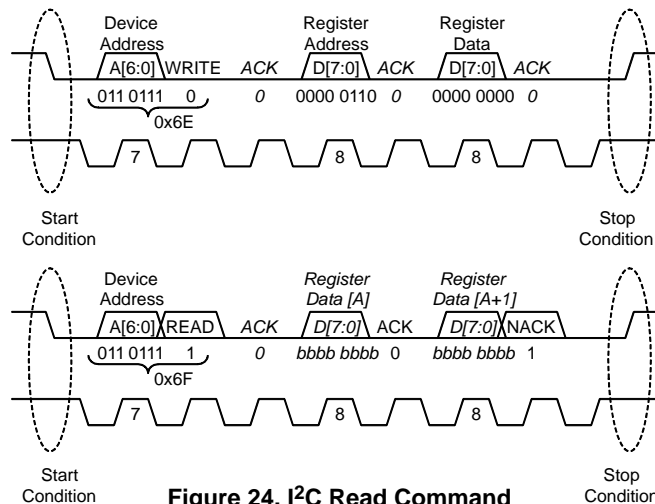 Device Address
Register Address
Register Data
A[6:0] WRITE ACK D[7:0] ACK D[7:0] ACK
011 0111 0 0 0000 0110 0 0000 0000 0
0x6E
7 8 8
Start Condition
Stop Condition
Device Address
Register Data [A]
Register Data [A+1]
A[6:0] READ ACK D[7:0] ACK D[7:0] NACK
011 0111 1 0 bbbb bbbb 0 bbbb bbbb 1
0x6F
7 8 8
Start Condition
Stop Condition
Figure 24. I²C Read Command